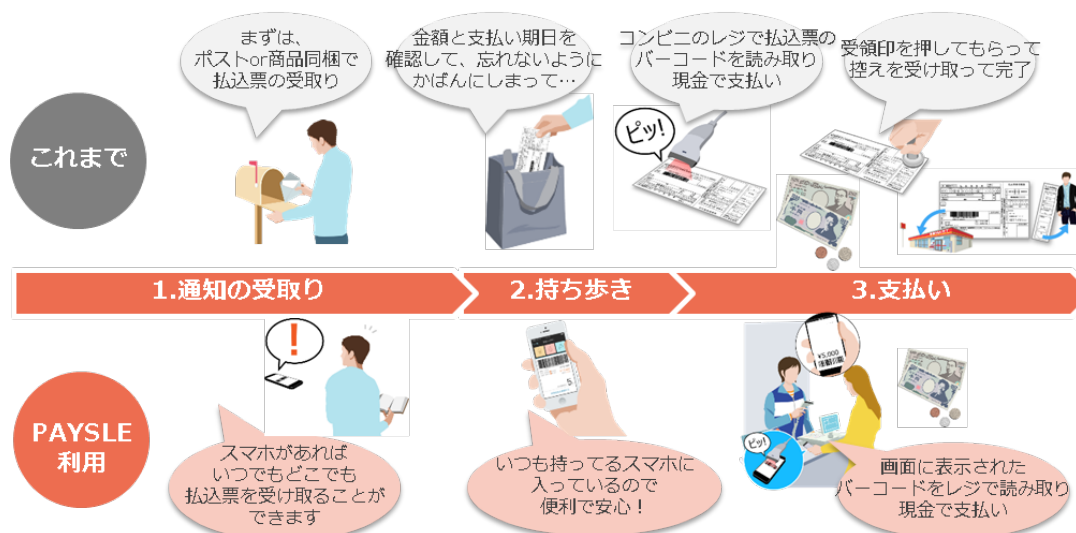 まずは、
ポストor商品同梱で
払込票の受取り
金額と支払い期日を
確認して、忘れないように
かばんにしまって…
コンビニのレジで払込票の
バーコードを読み取り
現金で支払い
受領印を押してもらって
控えを受け取って完了
これまで
ピッ!
1.通知の受取り
2.持ち歩き
3.支払い
!
¥5,000
PAYSLE
利用
ピッ!
スマホがあれば
いつでもどこでも
払込票を受け取ることが
できます
いつも持ってるスマホに
入っているので
便利で安心！
画面に表示された
バーコードをレジで読み取り
現金で支払い